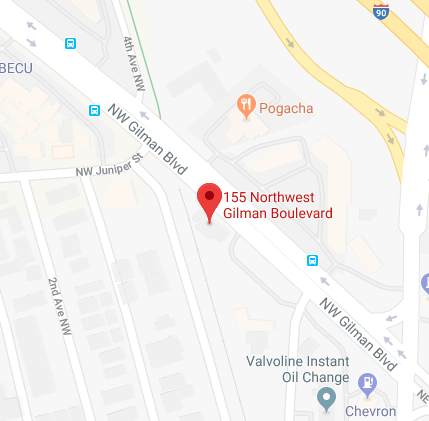 90
4th Ave NW
BECU
NW Gilman Blvd
Pogacha
NW Juniper St
155 Northwest
Gilman Boulevard
2nd Ave NW
NW Gilman Blvd
Valvoline Instant
Oil Change
Chevron
NE